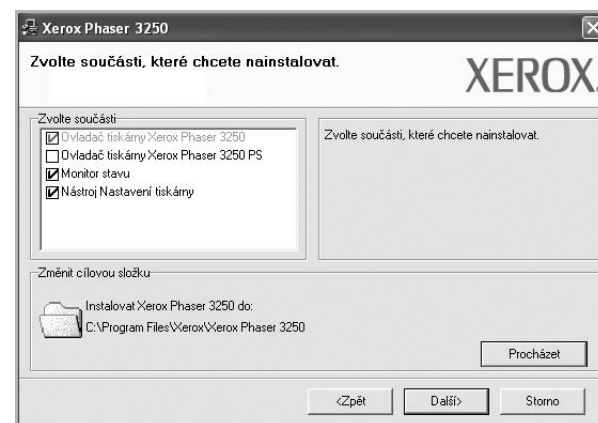 Xerox Phaser 3250
Zvolte součásti, které chcete nainstalovat.
XEROX.
Zvolte součásti
Ovladač tiskárny Xerox Phaser 3250
Ovladač tiskárny Xerox Phaser 3250 PS
Monitor stavu
Nástroj Nastavení tiskárny
Zvolte součásti, které chcete nainstalovat.
Změnit cílovou složku
Instalovat Xerox Phaser 3250 do:
C:\Program Files\Xerox\Xerox Phaser 3250
Procházet
<Zpět
Další>
Storno